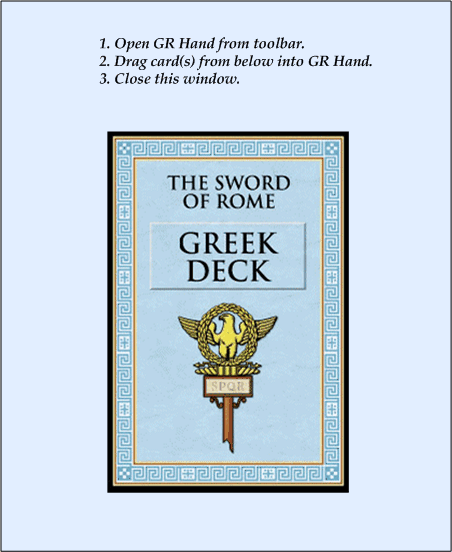 1. Open GR Hand from toolbar.
2. Drag card(s) from below into GR Hand.
3. Close this window.
THE SWORD
OF ROME
GREEK
DECK
SPQR